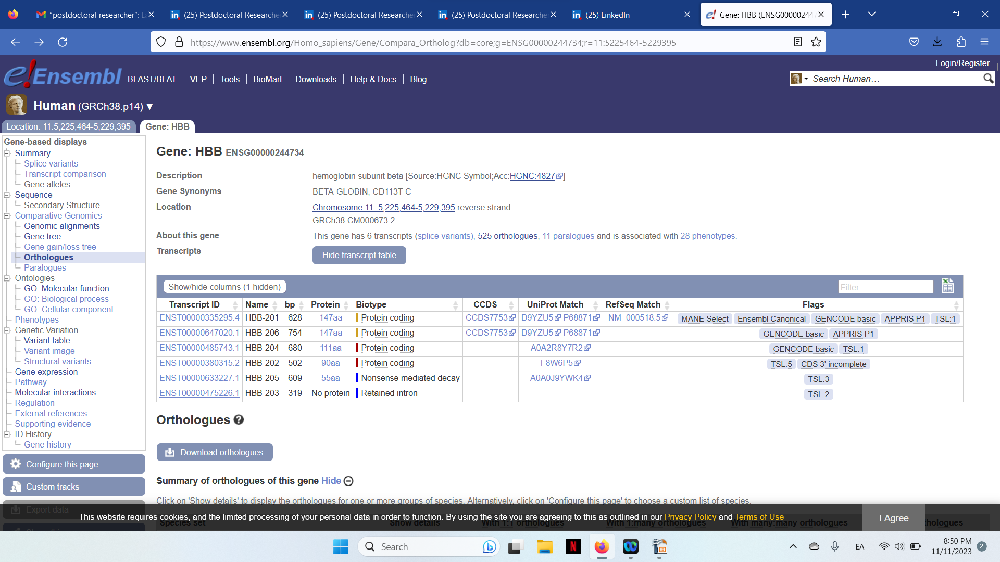 “postdoctoral researcher”: L
(25) Postdoctoral Researche
(25) Postdoctoral Researche
(25) Postdoctoral Researche
(25) LinkedIn
Gene: HBB (ENSG00000244
https://www.ensembl.org/Homo_sapiens/Gene/Compara_Ortholog?db=core;g=ENSG00000244734;r=11:5225464-5229395
Login/Register
e!Ensembl
BLAST/BLAT | VEP | Tools | BioMart | Downloads | Help & Docs | Blog
Search Human…
Human (GRCh38.p14) ▼
Location: 11:5,225,464-5,229,395
Gene: HBB
Gene-based displays
Summary
Splice variants
Transcript comparison
Gene alleles
Sequence
Secondary Structure
Comparative Genomics
Genomic alignments
Gene tree
Gene gain/loss tree
Orthologues
Paralogues
Ontologies
GO: Molecular function
GO: Biological process
GO: Cellular component
Phenotypes
Genetic Variation
Variant table
Variant image
Structural variants
Gene expression
Pathway
Molecular interactions
Regulation
External references
Supporting evidence
ID History
Gene history
Configure this page
Custom tracks
Export data
Gene: HBB ENSG00000244734
Description hemoglobin subunit beta [Source:HGNC Symbol;Acc:HGNC:4827]
Gene Synonyms BETA-GLOBIN, CD113T-C
Location Chromosome 11: 5,225,464-5,229,395 reverse strand.
GRCh38:CM000673.2
About this gene This gene has 6 transcripts (splice variants), 525 orthologues, 11 paralogues and is associated with 28 phenotypes.
Transcripts Hide transcript table
Show/hide columns (1 hidden) Filter
Transcript ID Name bp Protein Biotype CCDS UniProt Match RefSeq Match Flags
ENST00000335295.4 HBB-201 628 147aa Protein coding CCDS7753 D9YZU5 P68871 NM_000518.5 MANE Select Ensembl Canonical GENCODE basic APPRIS P1 TSL:1
ENST00000647020.1 HBB-206 754 147aa Protein coding CCDS7753 D9YZU5 P68871 - GENCODE basic APPRIS P1
ENST00000485743.1 HBB-204 680 111aa Protein coding A0A2R8Y7R2 - GENCODE basic TSL:1
ENST00000380315.2 HBB-202 502 90aa Protein coding F8W6P5 - TSL:5 CDS 3' incomplete
ENST00000633227.1 HBB-205 609 55aa Nonsense mediated decay A0A0J9YWK4 - TSL:3
ENST00000475226.1 HBB-203 319 No protein Retained intron - - TSL:2
Orthologues
Download orthologues
Summary of orthologues of this gene Hide
Click on 'Show details' to display the orthologues for one or more groups of species. Alternatively, click on 'Configure this page' to choose a custom list of species.
Species set Show details With 1:1 orthologues With 1:many orthologues With many:many orthologues
This website requires cookies, and the limited processing of your personal data in order to function. By using the site you are agreeing to this as outlined in our Privacy Policy and Terms of Use
I Agree
Search
ΕΛ
8:50 PM
11/11/2023
2